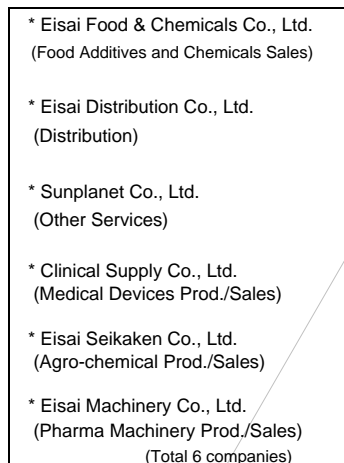 * Eisai Food & Chemicals Co., Ltd.
(Food Additives and Chemicals Sales)
* Eisai Distribution Co., Ltd.
(Distribution)
* Sunplanet Co., Ltd.
(Other Services)
* Clinical Supply Co., Ltd.
(Medical Devices Prod./Sales)
* Eisai Seikaken Co., Ltd.
(Agro-chemical Prod./Sales)
* Eisai Machinery Co., Ltd.
(Pharma Machinery Prod./Sales)
(Total 6 companies)